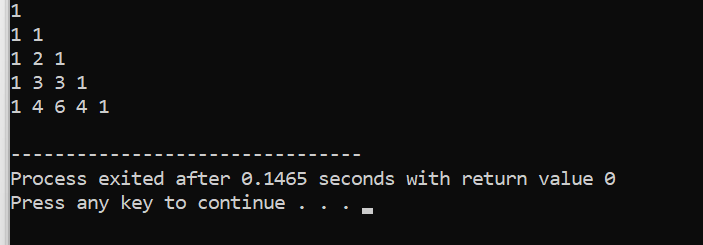 1
1 1
1 2 1
1 3 3 1
1 4 6 4 1
--------------------------------
Process exited after 0.1465 seconds with return value 0
Press any key to continue . . .